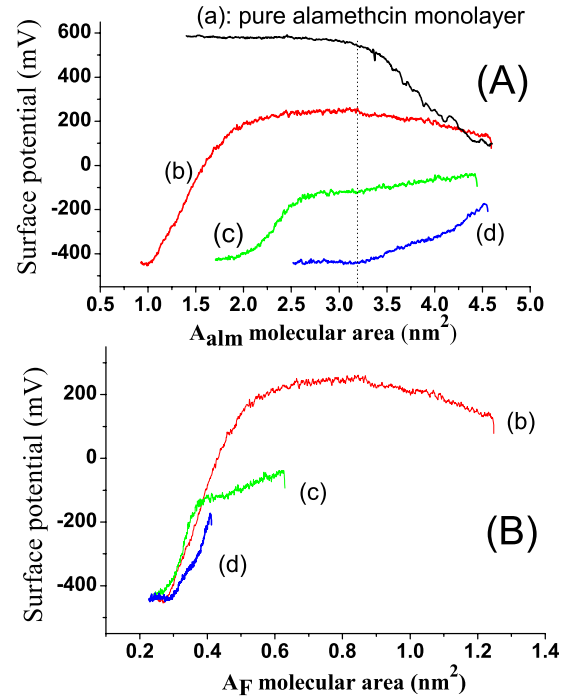 (a): pure alamethcin monolayer
600
400
200
0
-200
-400
Surface potential (mV)
(A)
(b)
(c)
(d)
0.5 1.0 1.5 2.0 2.5 3.0 3.5 4.0 4.5 5.0
Aalm molecular area (nm²)
200
0
-200
-400
Surface potential (mV)
(b)
(c)
(d)
(B)
0.2 0.4 0.6 0.8 1.0 1.2 1.4
AF molecular area (nm²)